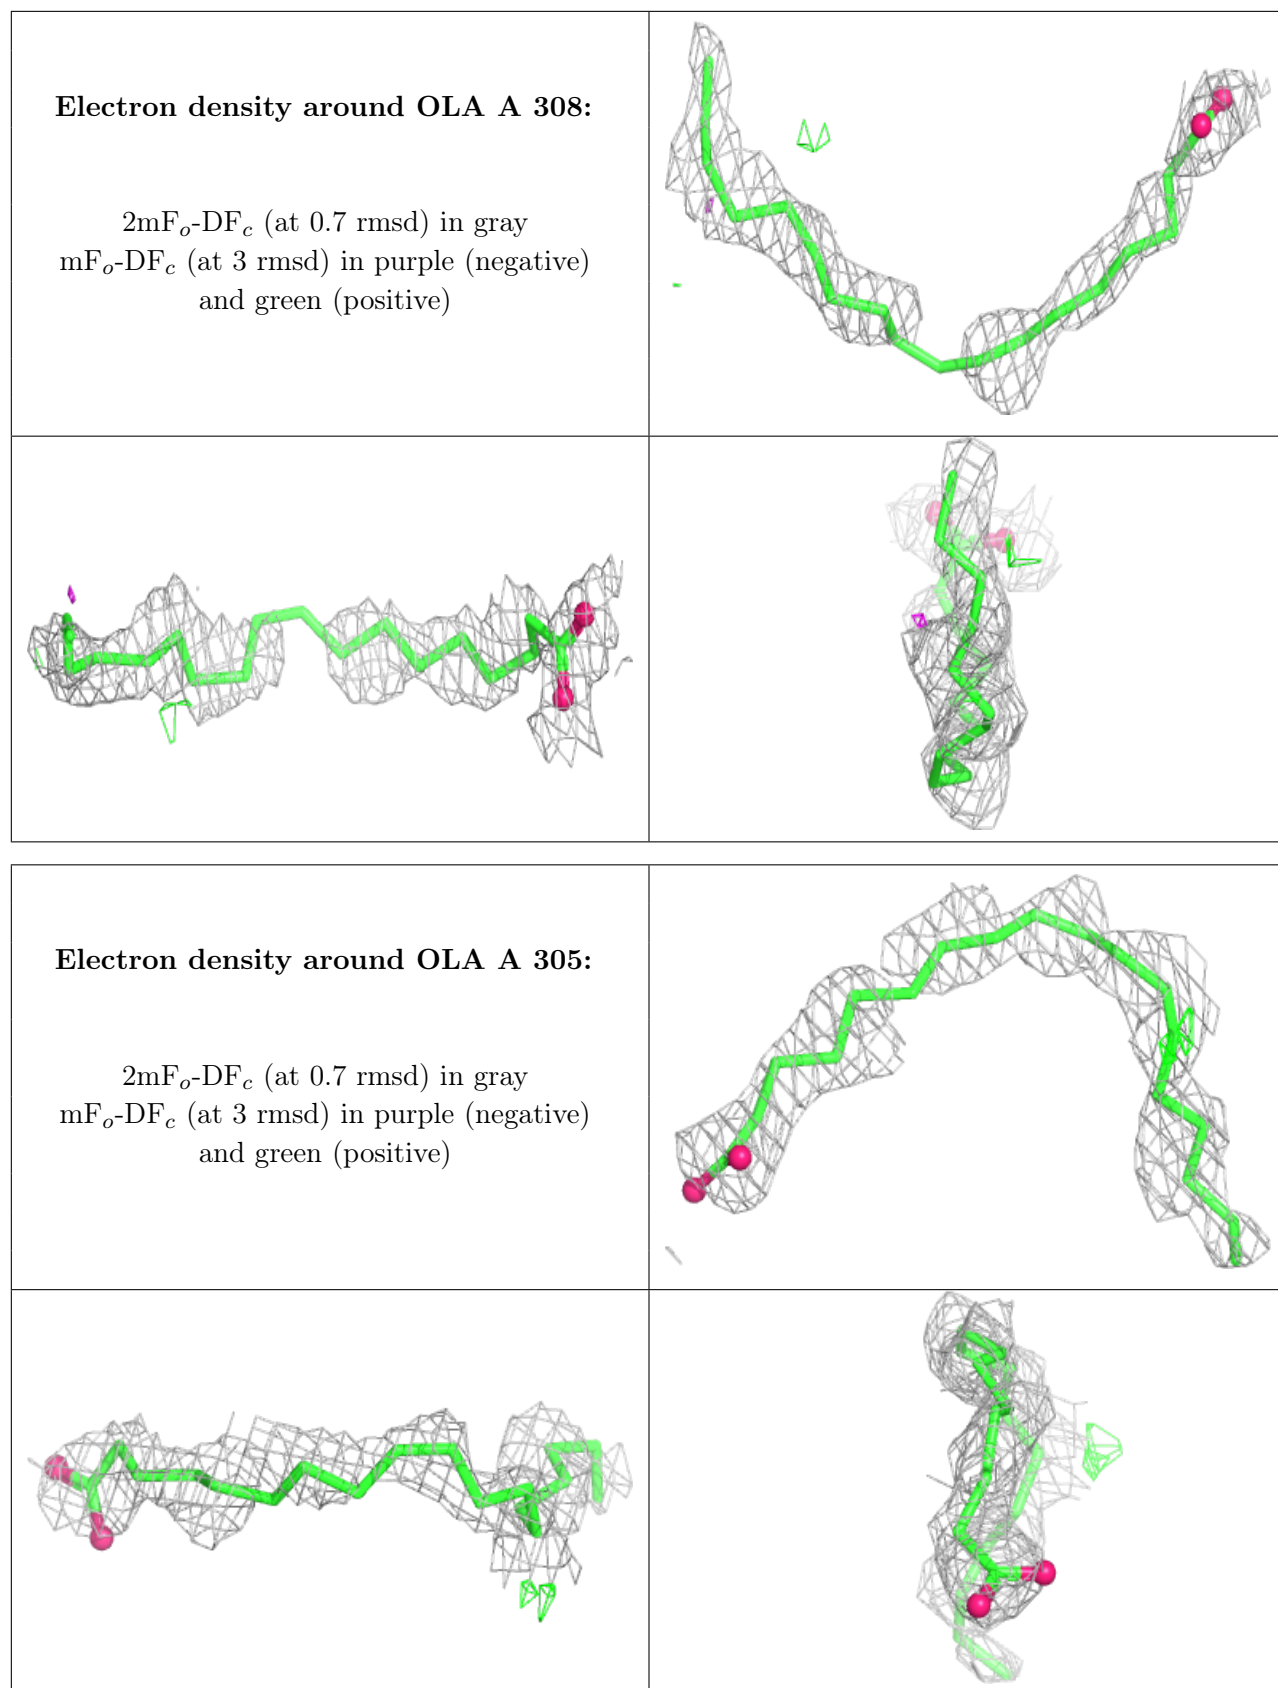 Electron density around OLA A 308:
2mFo-DFc (at 0.7 rmsd) in gray
mFo-DFc (at 3 rmsd) in purple (negative)
and green (positive)
Electron density around OLA A 305:
2mFo-DFc (at 0.7 rmsd) in gray
mFo-DFc (at 3 rmsd) in purple (negative)
and green (positive)